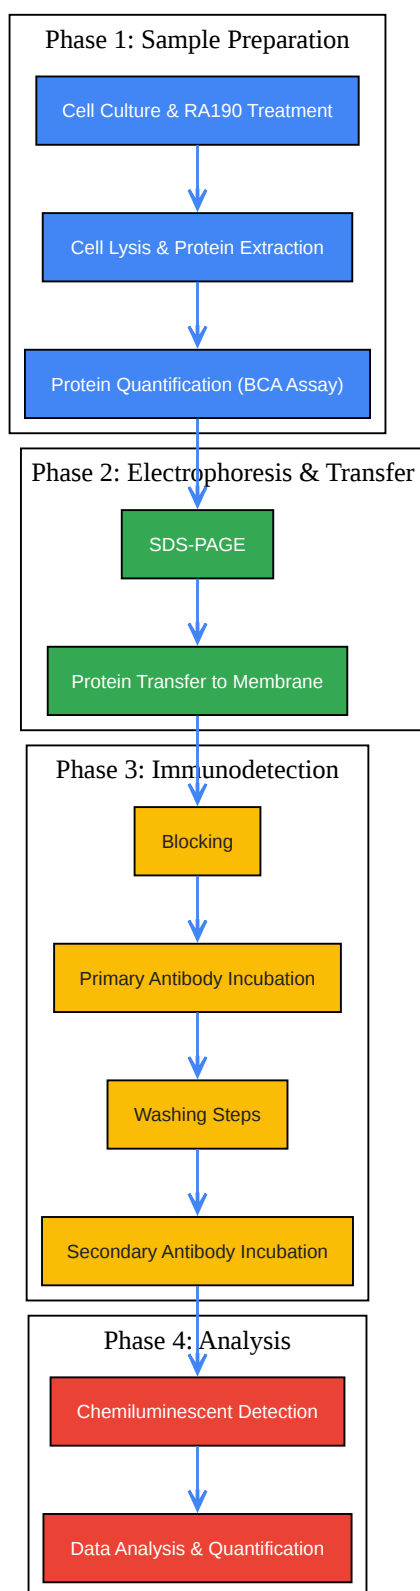 Phase 1: Sample Preparation
Cell Culture & RA190 Treatment
Cell Lysis & Protein Extraction
Protein Quantification (BCA Assay)
Phase 2: Electrophoresis & Transfer
SDS-PAGE
Protein Transfer to Membrane
Phase 3: Immunodetection
Blocking
Primary Antibody Incubation
Washing Steps
Secondary Antibody Incubation
Phase 4: Analysis
Chemiluminescent Detection
Data Analysis & Quantification